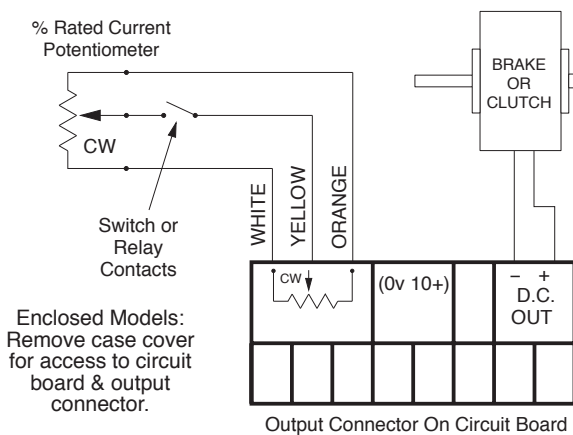 % Rated Current
Potentiometer
CW
Switch or
Relay
Contacts
WHITE
YELLOW
ORANGE
BRAKE
OR
CLUTCH
CW
(0v 10+)
– +
D.C.
OUT
Enclosed Models:
Remove case cover
for access to circuit
board & output
connector.
Output Connector On Circuit Board